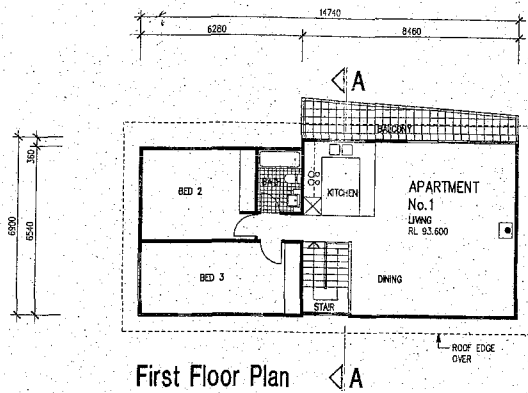 14740
6280
8460
A
BALCONY
360
6900
6540
BED 2
BATH
KITCHEN
APARTMENT
No.1
LIVING
RL 93.600
BED 3
DINING
STAIR
ROOF EDGE
OVER
First Floor Plan
A